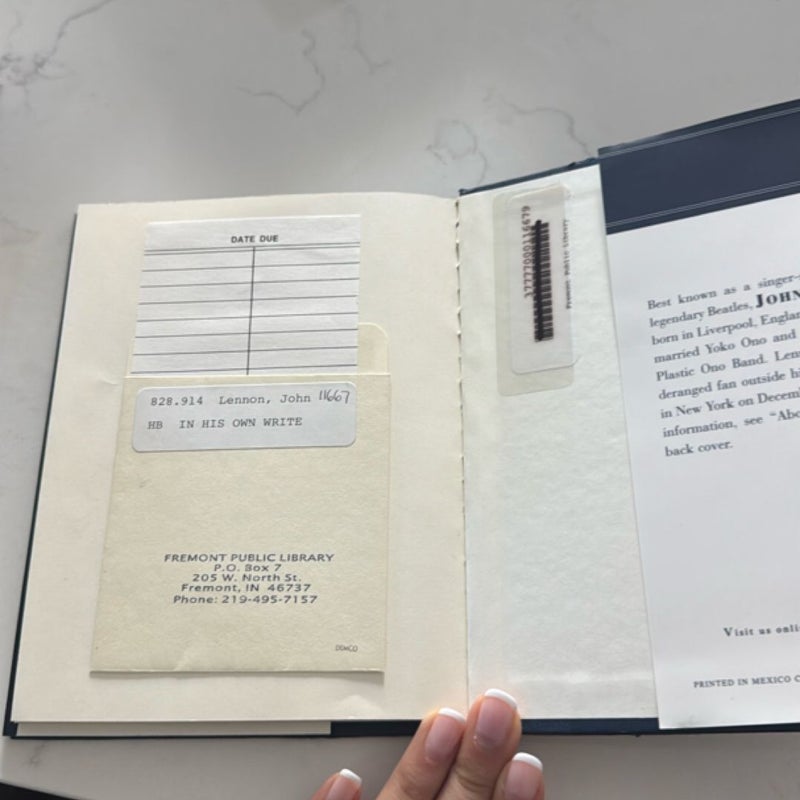 DATE DUE
828.914 Lennon, John 11667
HB IN HIS OWN WRITE
FREMONT PUBLIC LIBRARY
P.O. Box 7
205 W. North St.
Fremont, IN 46737
Phone: 219-495-7157
DEMCO
Fremont Public Library
Best known as a singer-
legendary Beatles, JOHN
born in Liverpool, Englan
married Yoko Ono and
Plastic Ono Band. Len
deranged fan outside hi
in New York on Decem
information, see "Abo
back cover.
Visit us onli
PRINTED IN MEXICO C